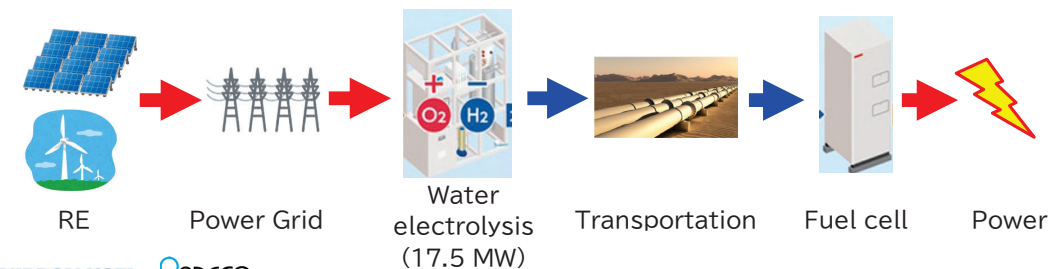 O2 H2
RE
Power Grid
Water
electrolysis
(17.5 MW)
Transportation
Fuel cell
Power